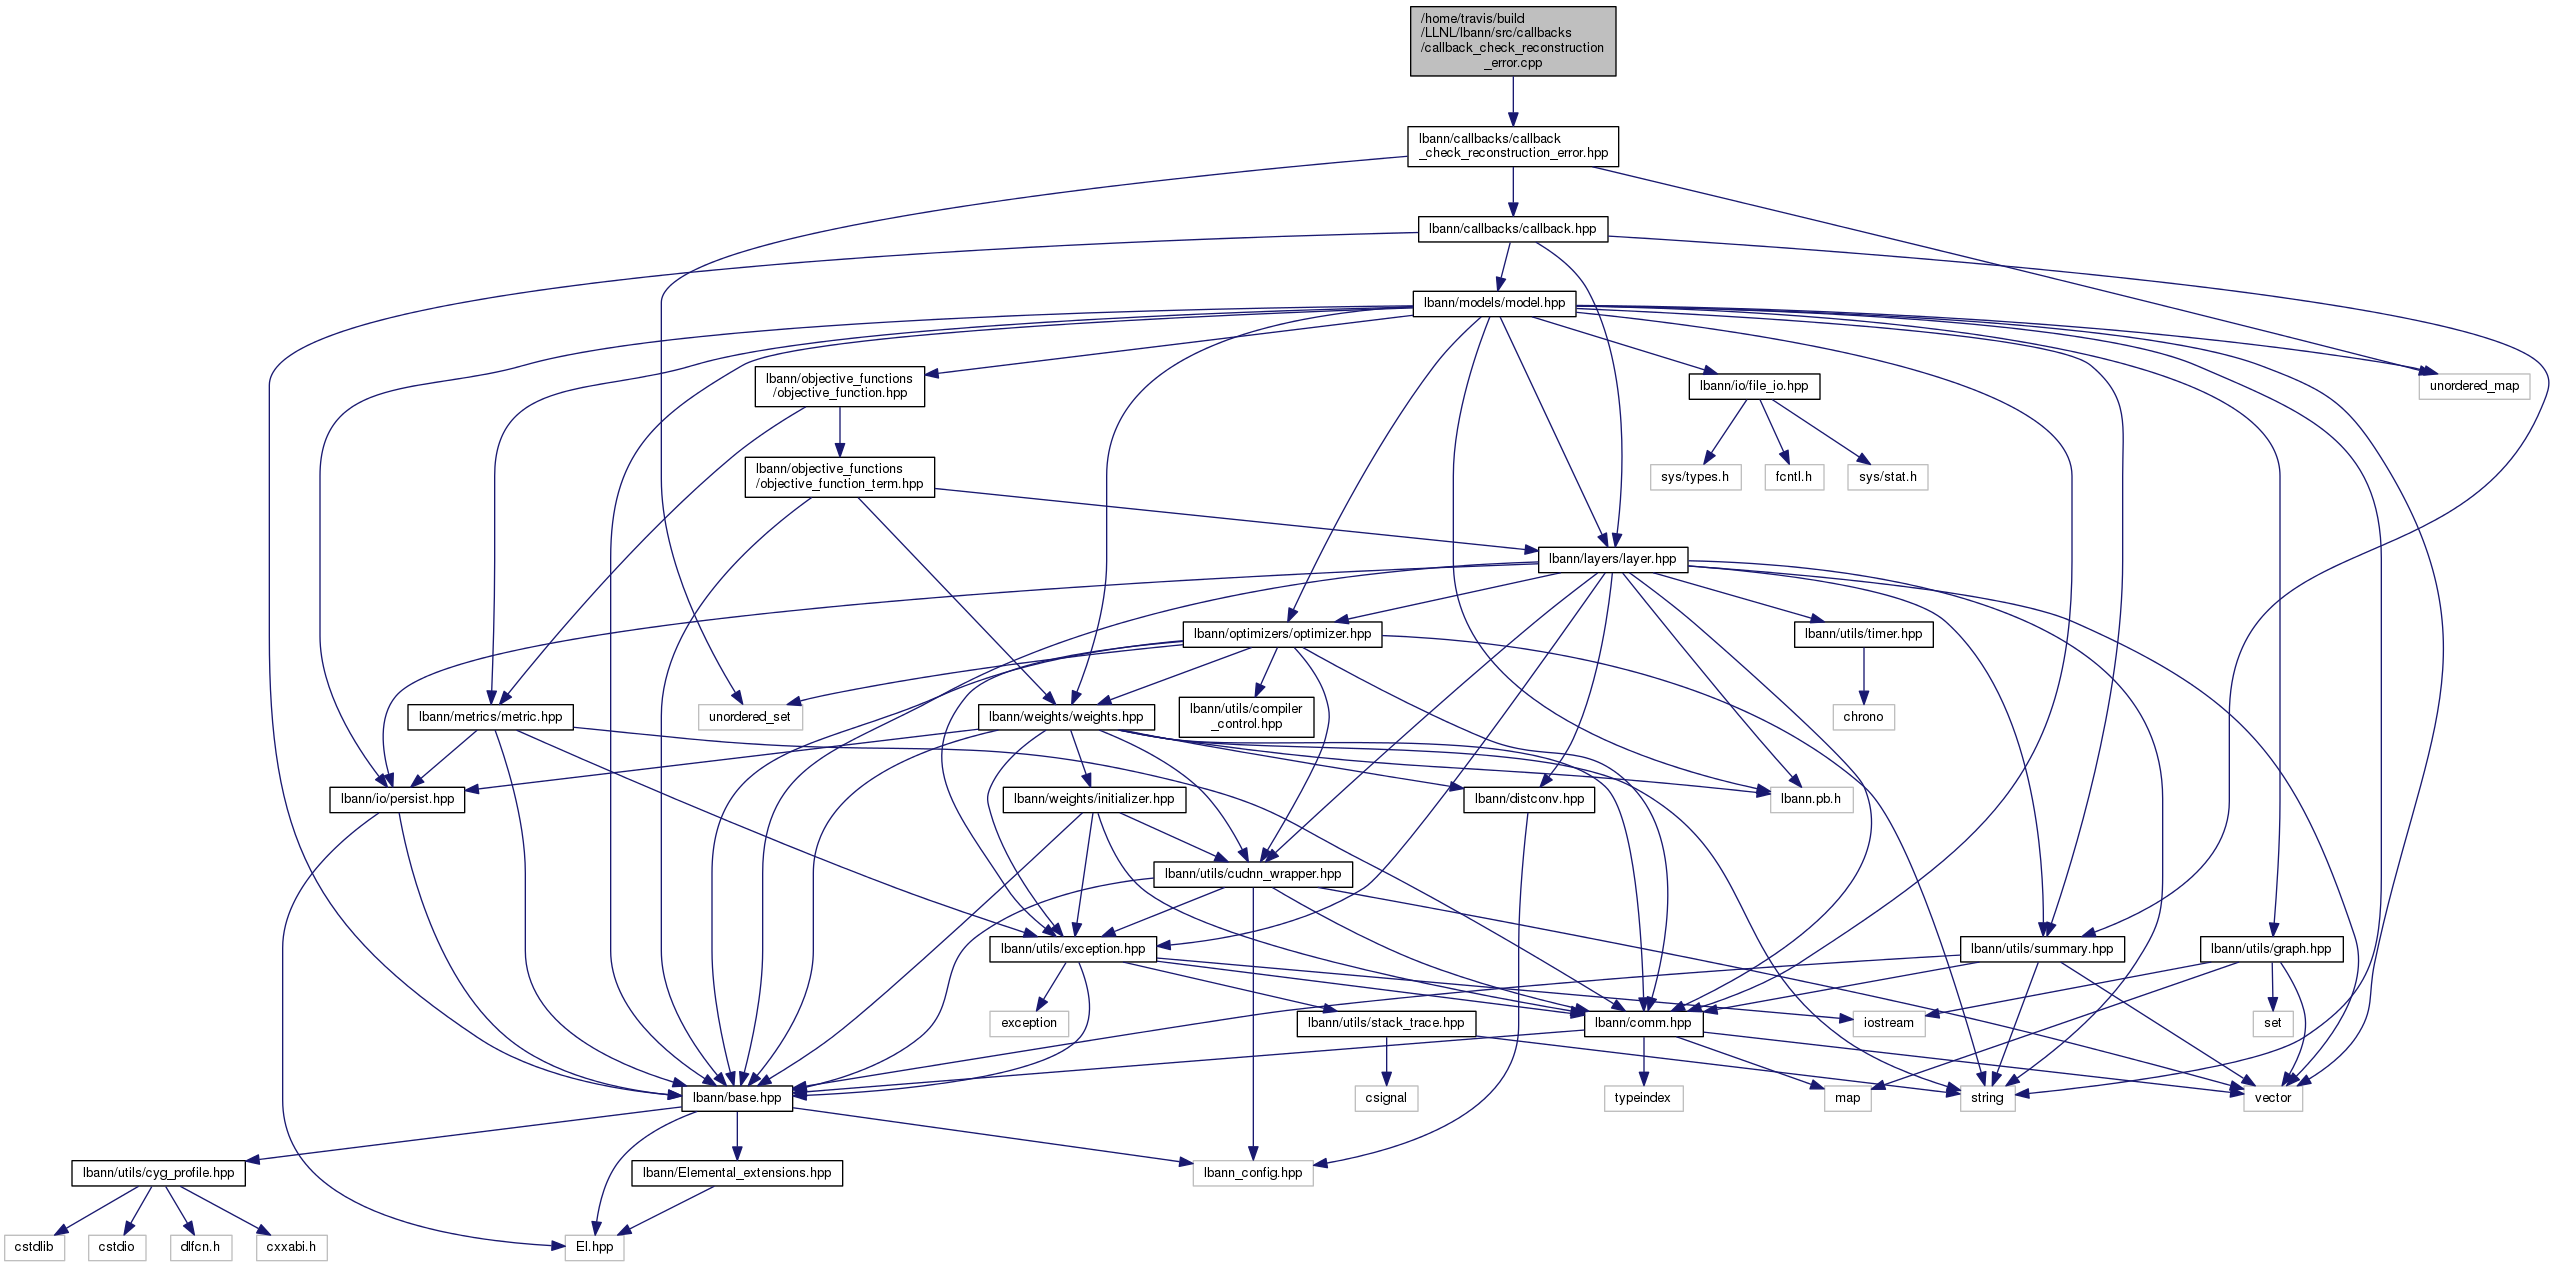 /home/travis/build
/LLNL/lbann/src/callbacks
/callback_check_reconstruction
_error.cpp
lbann/callbacks/callback
_check_reconstruction_error.hpp
lbann/callbacks/callback.hpp
lbann/models/model.hpp
lbann/objective_functions
/objective_function.hpp
lbann/io/file_io.hpp
unordered_map
lbann/objective_functions
/objective_function_term.hpp
sys/types.h
fcntl.h
sys/stat.h
lbann/layers/layer.hpp
lbann/optimizers/optimizer.hpp
lbann/utils/timer.hpp
lbann/metrics/metric.hpp
unordered_set
lbann/weights/weights.hpp
lbann/utils/compiler
_control.hpp
chrono
lbann/io/persist.hpp
lbann/weights/initializer.hpp
lbann/distconv.hpp
lbann.pb.h
lbann/utils/cudnn_wrapper.hpp
lbann/utils/exception.hpp
lbann/utils/summary.hpp
lbann/utils/graph.hpp
exception
lbann/utils/stack_trace.hpp
lbann/comm.hpp
iostream
set
lbann/base.hpp
csignal
typeindex
map
string
vector
lbann/utils/cyg_profile.hpp
lbann/Elemental_extensions.hpp
lbann_config.hpp
cstdlib
cstdio
dlfcn.h
cxxabi.h
El.hpp